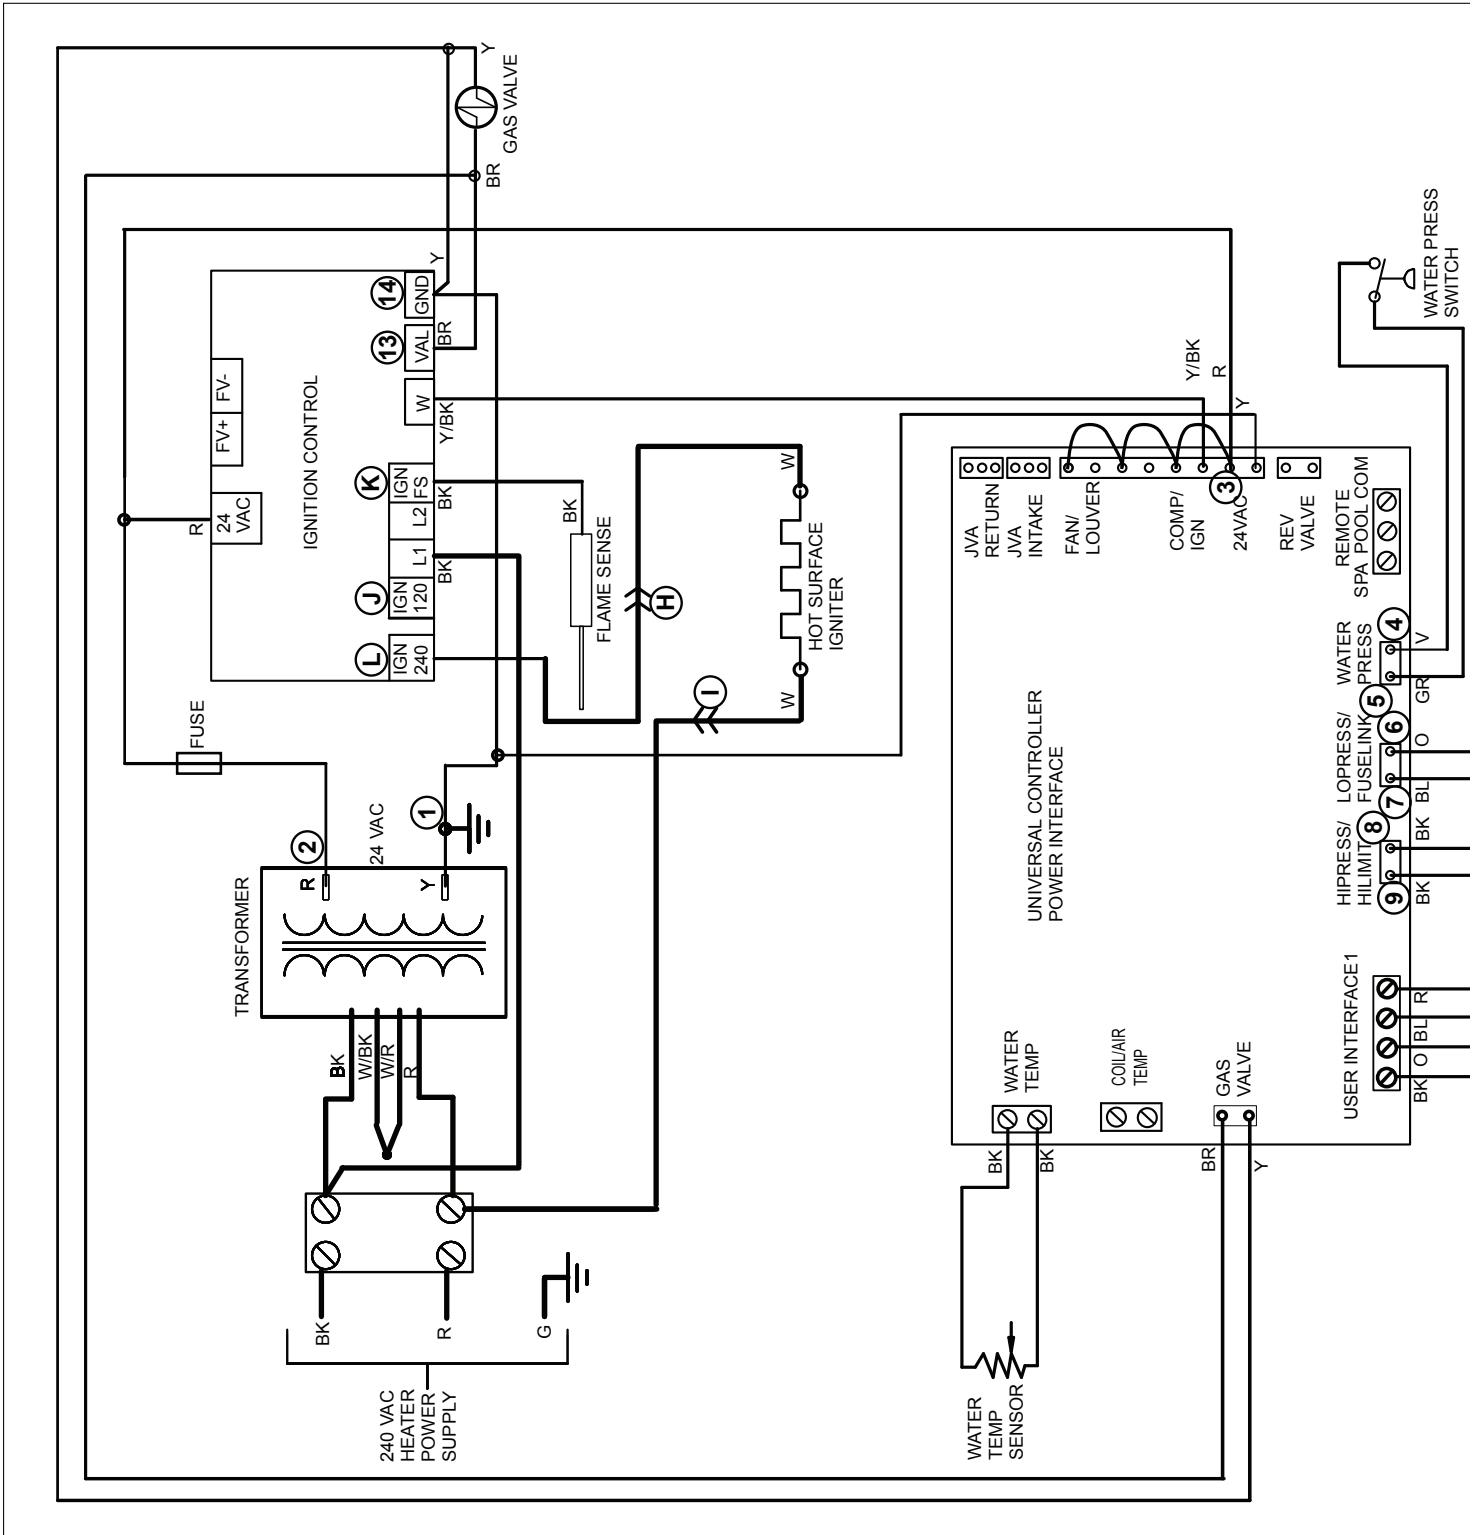 Y
GAS VALVE
BR
Y
14
GND
BR
13
VAL
FV-
FV+
W
Y/BK
IGNITION CONTROL
K
IGN
FS
BK
L2
R
24
VAC
L1
BK
J
IGN
120
L
IGN
240
BK
FLAME SENSE
H
W
HOT SURFACE
IGNITER
W
I
FUSE
2
24 VAC
1
TRANSFORMER
R
Y
BK
W/BK
W/R
R
BK
R
G
240 VAC
HEATER
POWER
SUPPLY
WATER PRESS
SWITCH
Y/BK
R
Y
JVA
RETURN
JVA
INTAKE
FAN/
LOUVER
COMP/
IGN
3
24VAC
REV
VALVE
REMOTE
SPA POOL COM
UNIVERSAL CONTROLLER
POWER INTERFACE
WATER
PRESS
4
V
5
GR
LOPRESS/
FUSELINK
6
O
7
BL
HIPRESS/
HILIMIT
8
BK
9
BK
USER INTERFACE1
R
BL
O
BK
WATER
TEMP
COIL/AIR
TEMP
GAS
VALVE
BK
BK
BR
Y
WATER
TEMP
SENSOR